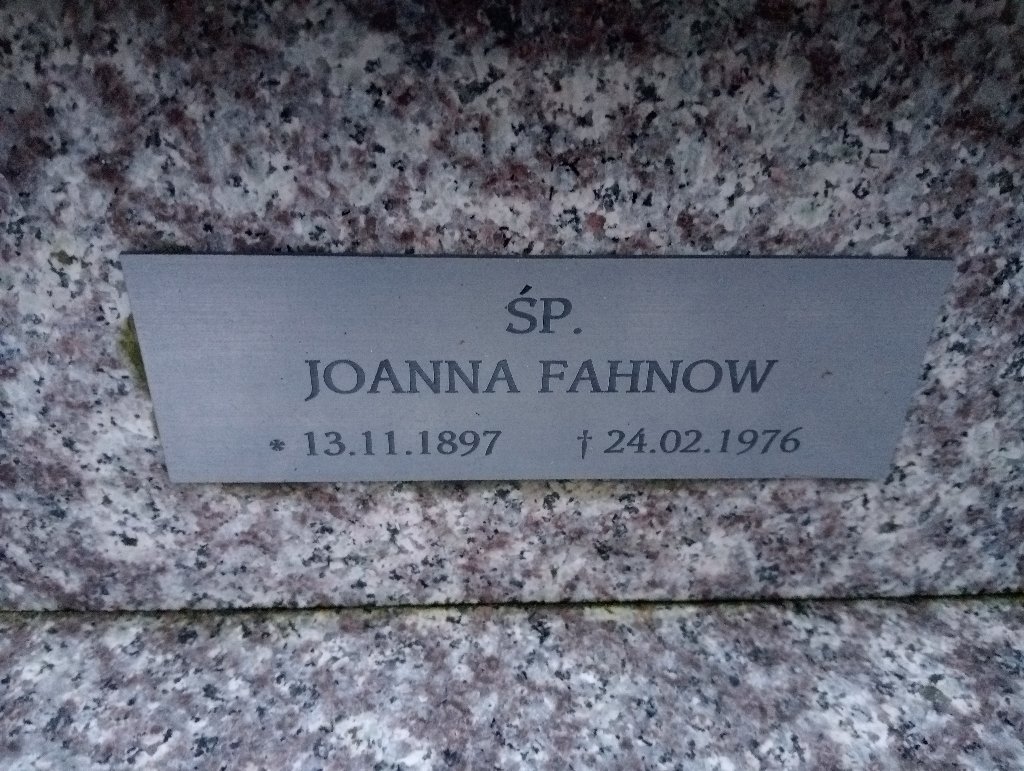 ŚP.
JOANNA FAHNOW
* 13.11.1897 † 24.02.1976